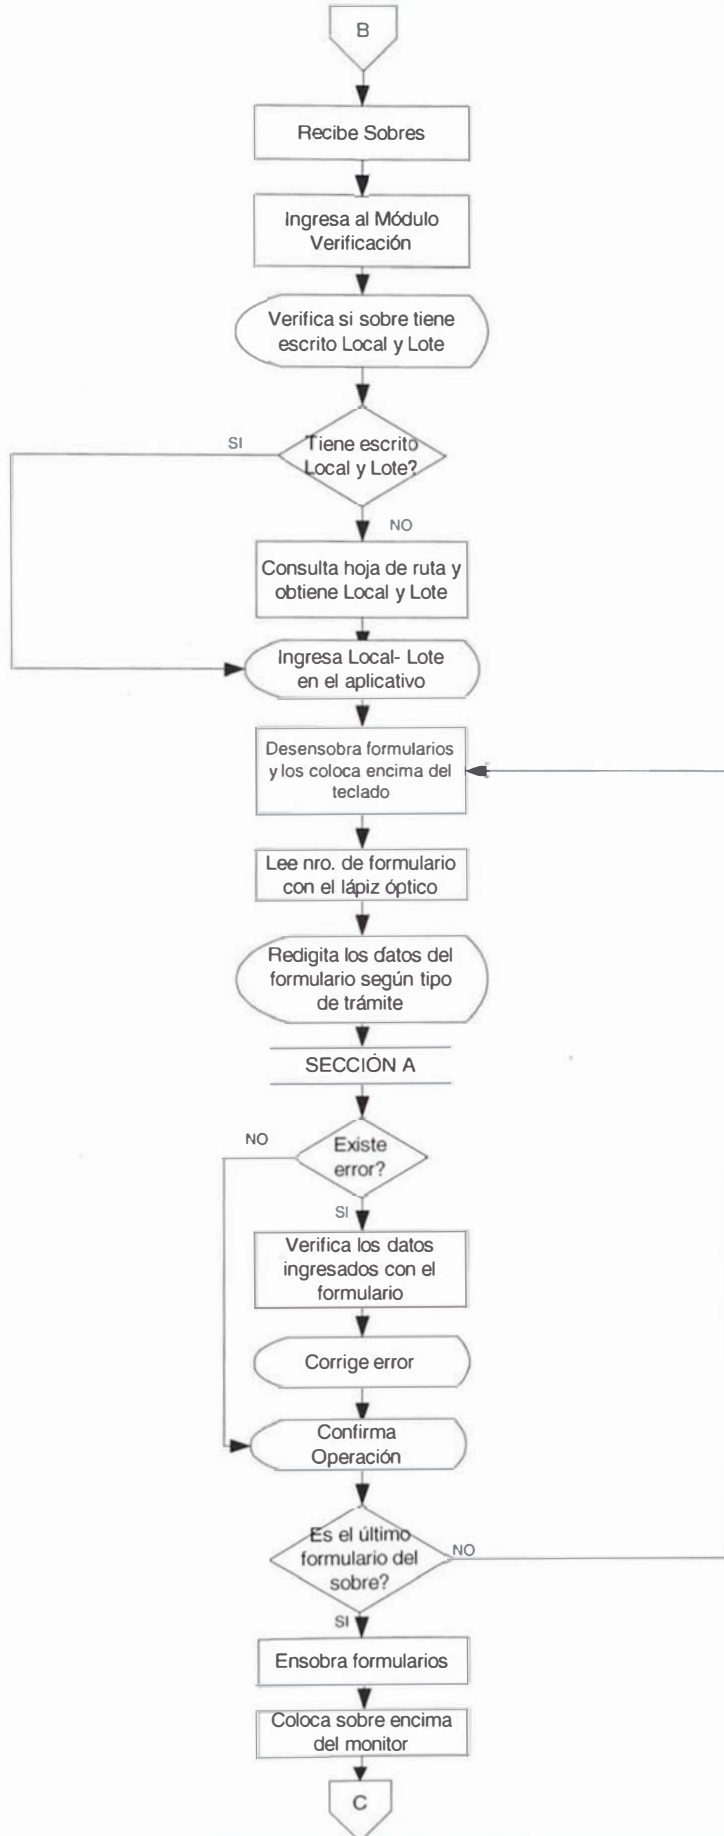 B
Recibe Sobres
Ingresa al Módulo
Verificación
Verifica si sobre tiene
escrito Local y Lote
SI
Tiene escrito
Local y Lote?
NO
Consulta hoja de ruta y
obtiene Local y Lote
Ingresa Local- Lote
en el aplicativo
Desensobra formularios
y los coloca encima del
teclado
Lee nro. de formulario
con el lápiz óptico
Redigita los datos del
formulario según tipo
de trámite
SECCIÓN A
NO
Existe
error?
SI
Verifica los datos
ingresados con el
formulario
Corrige error
Confirma
Operación
Es el último
formulario del
sobre?
NO
SI
Ensobra formularios
Coloca sobre encima
del monitor
C